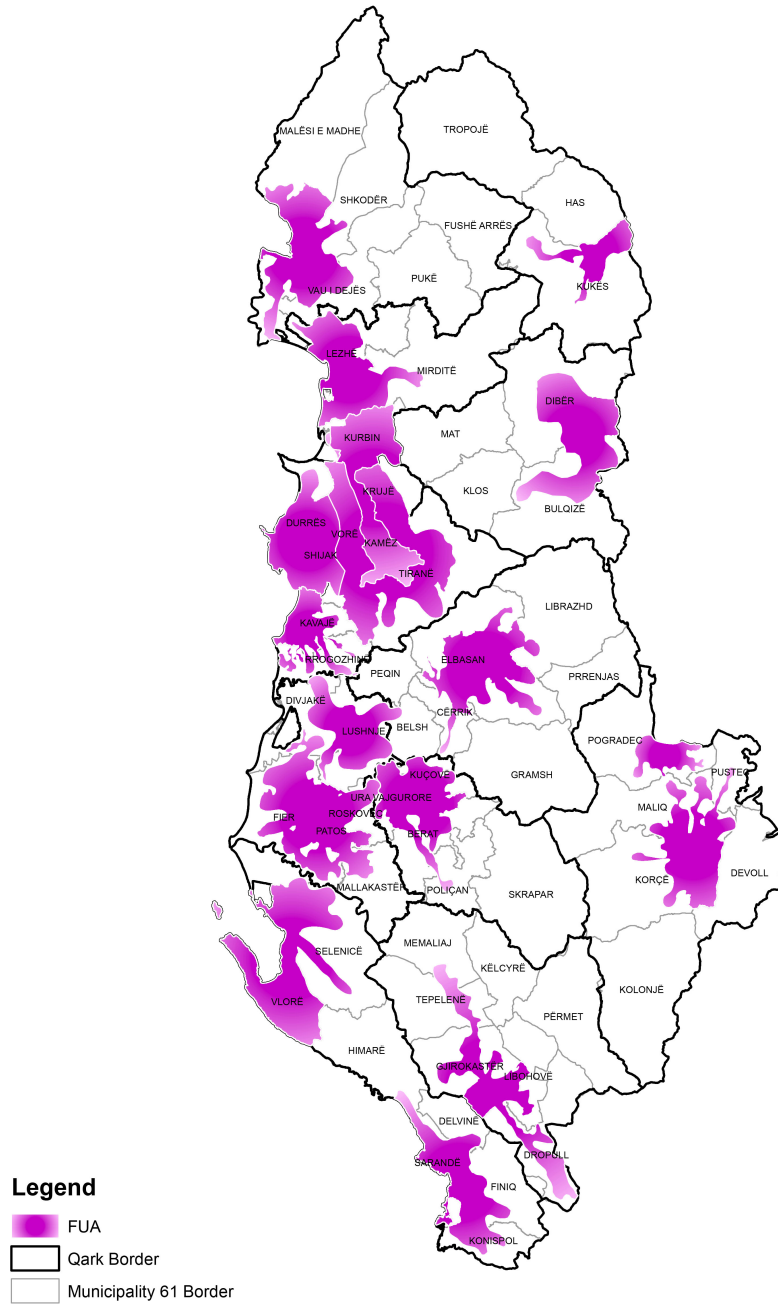 TROPOJË
MALËSI E MADHE
SHKODËR
HAS
FUSHË ARRËS
PUKË
VAU I DEJËS
KUKËS
LEZHË
MIRDITË
DIBËR
KURBIN
MAT
KRUJË
KLOS
BULQIZË
DURRËS
VORË
KAMËZ
SHIJAK
TIRANË
LIBRAZHD
KAVAJË
RROGOZHINË
ELBASAN
PEQIN
PRRENJAS
DIVJAKË
CËRRIK
BELSH
LUSHNJE
POGRADEC
PUSTEC
KUÇOVË
GRAMSH
URA VAJGURORE
MALIQ
ROSKOVEC
FIER
PATOS
BERAT
DEVOLL
KORÇË
MALLAKASTËR
POLIÇAN
SKRAPAR
MEMALIAJ
SELENICË
KËLCYRË
KOLONJË
TEPELENË
VLORË
PËRMET
HIMARË
GJIROKASTËR
LIBOHOVË
DELVINË
DROPULL
SARANDË
FINIQ
KONISPOL
Legend
FUA
Qark Border
Municipality 61 Border